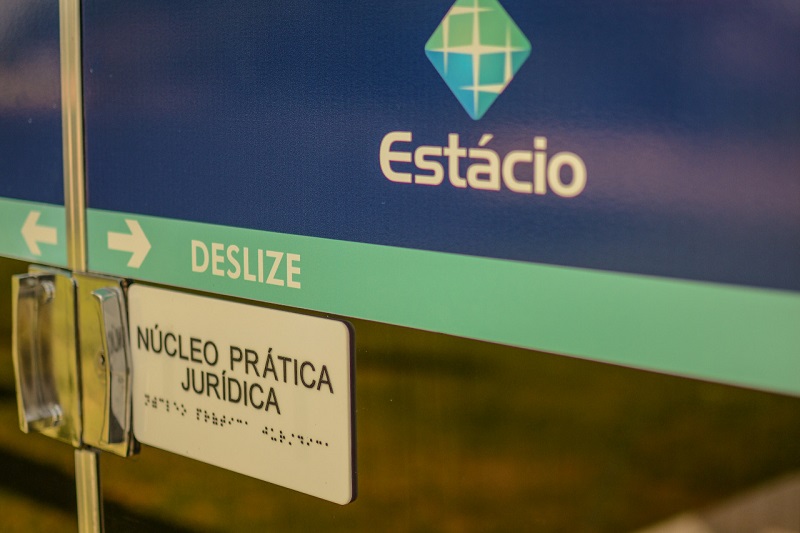 Estácio
DESLIZE
NÚCLEO PRÁTICA
JURÍDICA